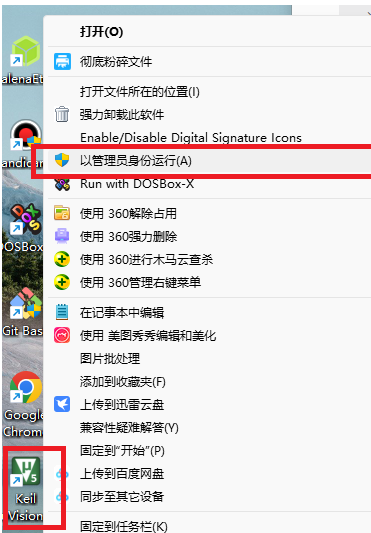 打开(O)
彻底粉碎文件
打开文件所在的位置(I)
强力卸载此软件
Enable/Disable Digital Signature Icons
以管理员身份运行(A)
Run with DOSBox-X
使用 360解除占用
使用 360强力删除
使用 360进行木马云查杀
使用 360管理右键菜单
在记事本中编辑
使用 美图秀秀编辑和美化
图片批处理
添加到收藏夹(F)
上传到迅雷云盘
兼容性疑难解答(Y)
固定到"开始"(P)
上传到百度网盘
同步至其它设备
固定到任务栏(K)
alenaEt
andica
DOSBox
Git Bas
Google
Chrom
Keil
Vision